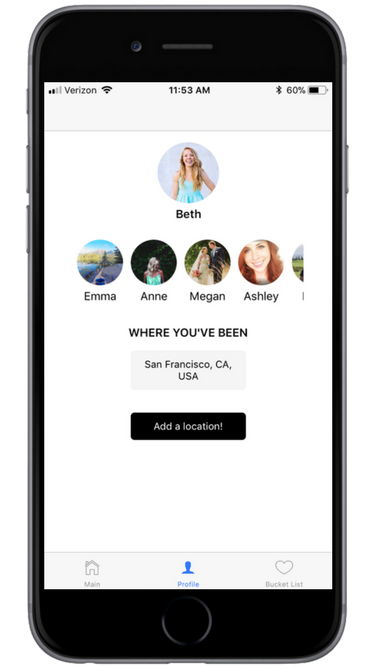 Verizon 11:53 AM 60%
Beth
Emma Anne Megan Ashley
WHERE YOU'VE BEEN
San Francisco, CA,
USA
Add a location!
Main Profile Bucket List